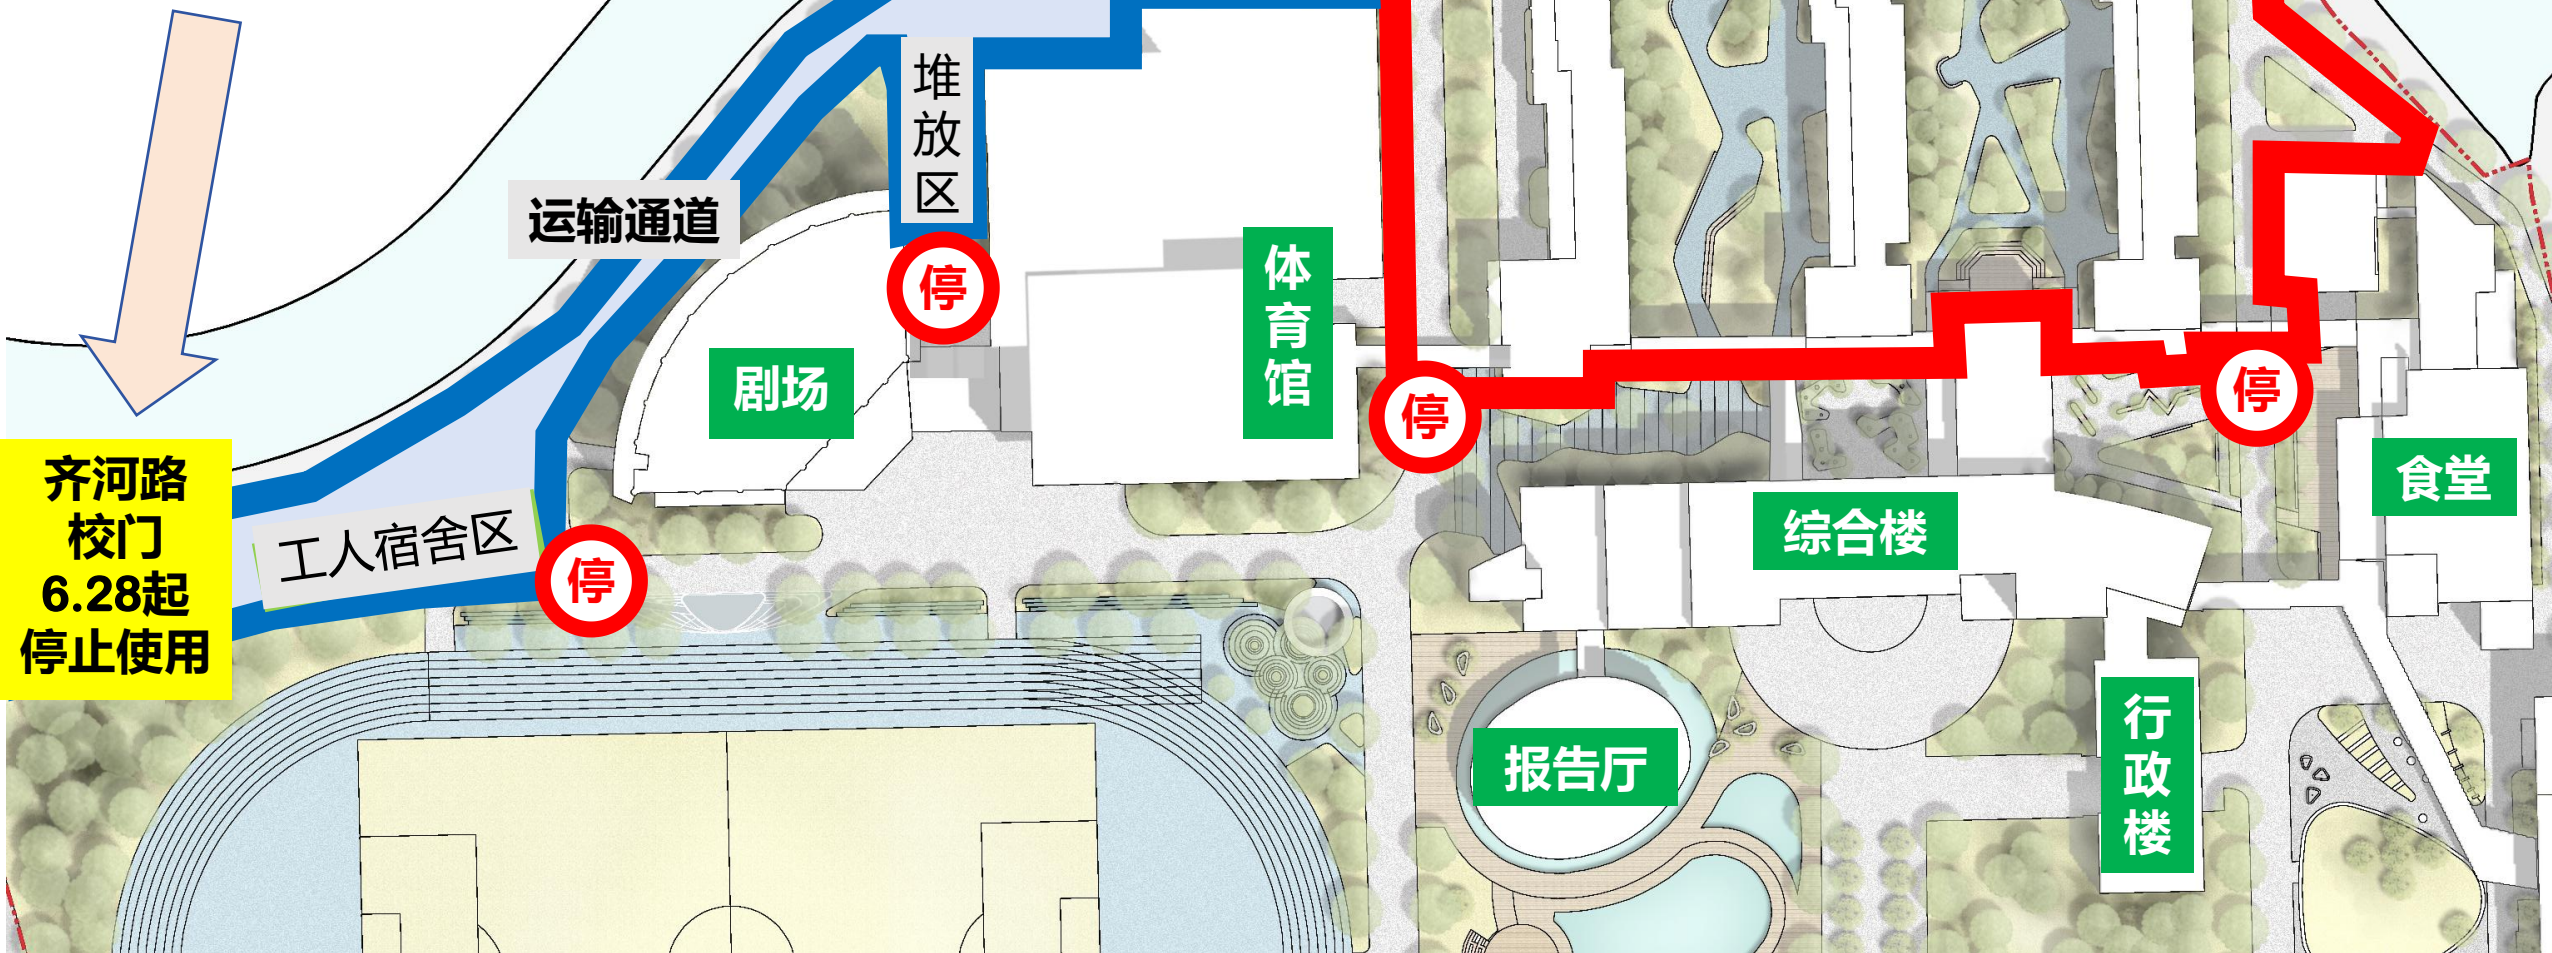 堆放区
运输通道
停
体育馆
剧场
停
停
齐河路
校门
6.28起
停止使用
工人宿舍区
停
综合楼
食堂
报告厅
行政楼